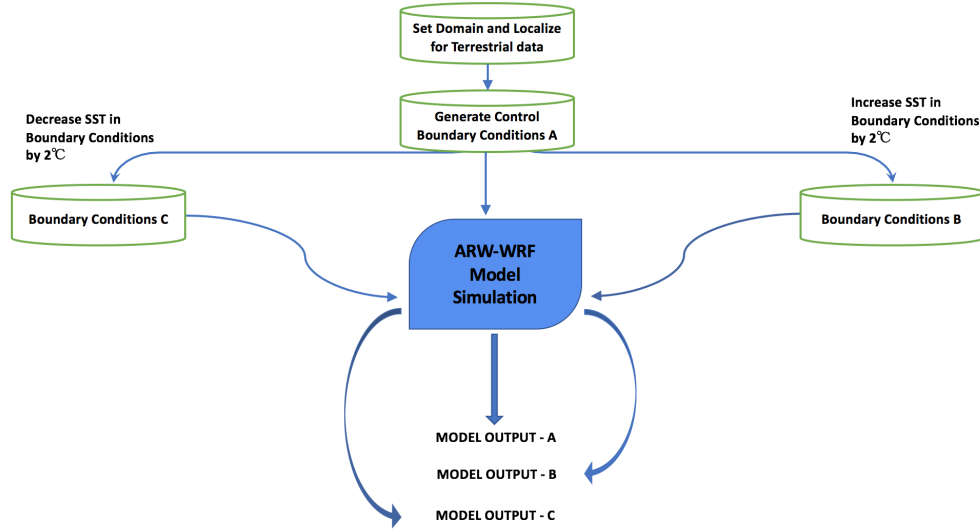 Set Domain and Localize
for Terrestrial data
Generate Control
Boundary Conditions A
Decrease SST in
Boundary Conditions
by 2℃
Increase SST in
Boundary Conditions
by 2℃
Boundary Conditions C
Boundary Conditions B
ARW-WRF
Model
Simulation
MODEL OUTPUT - A
MODEL OUTPUT - B
MODEL OUTPUT - C